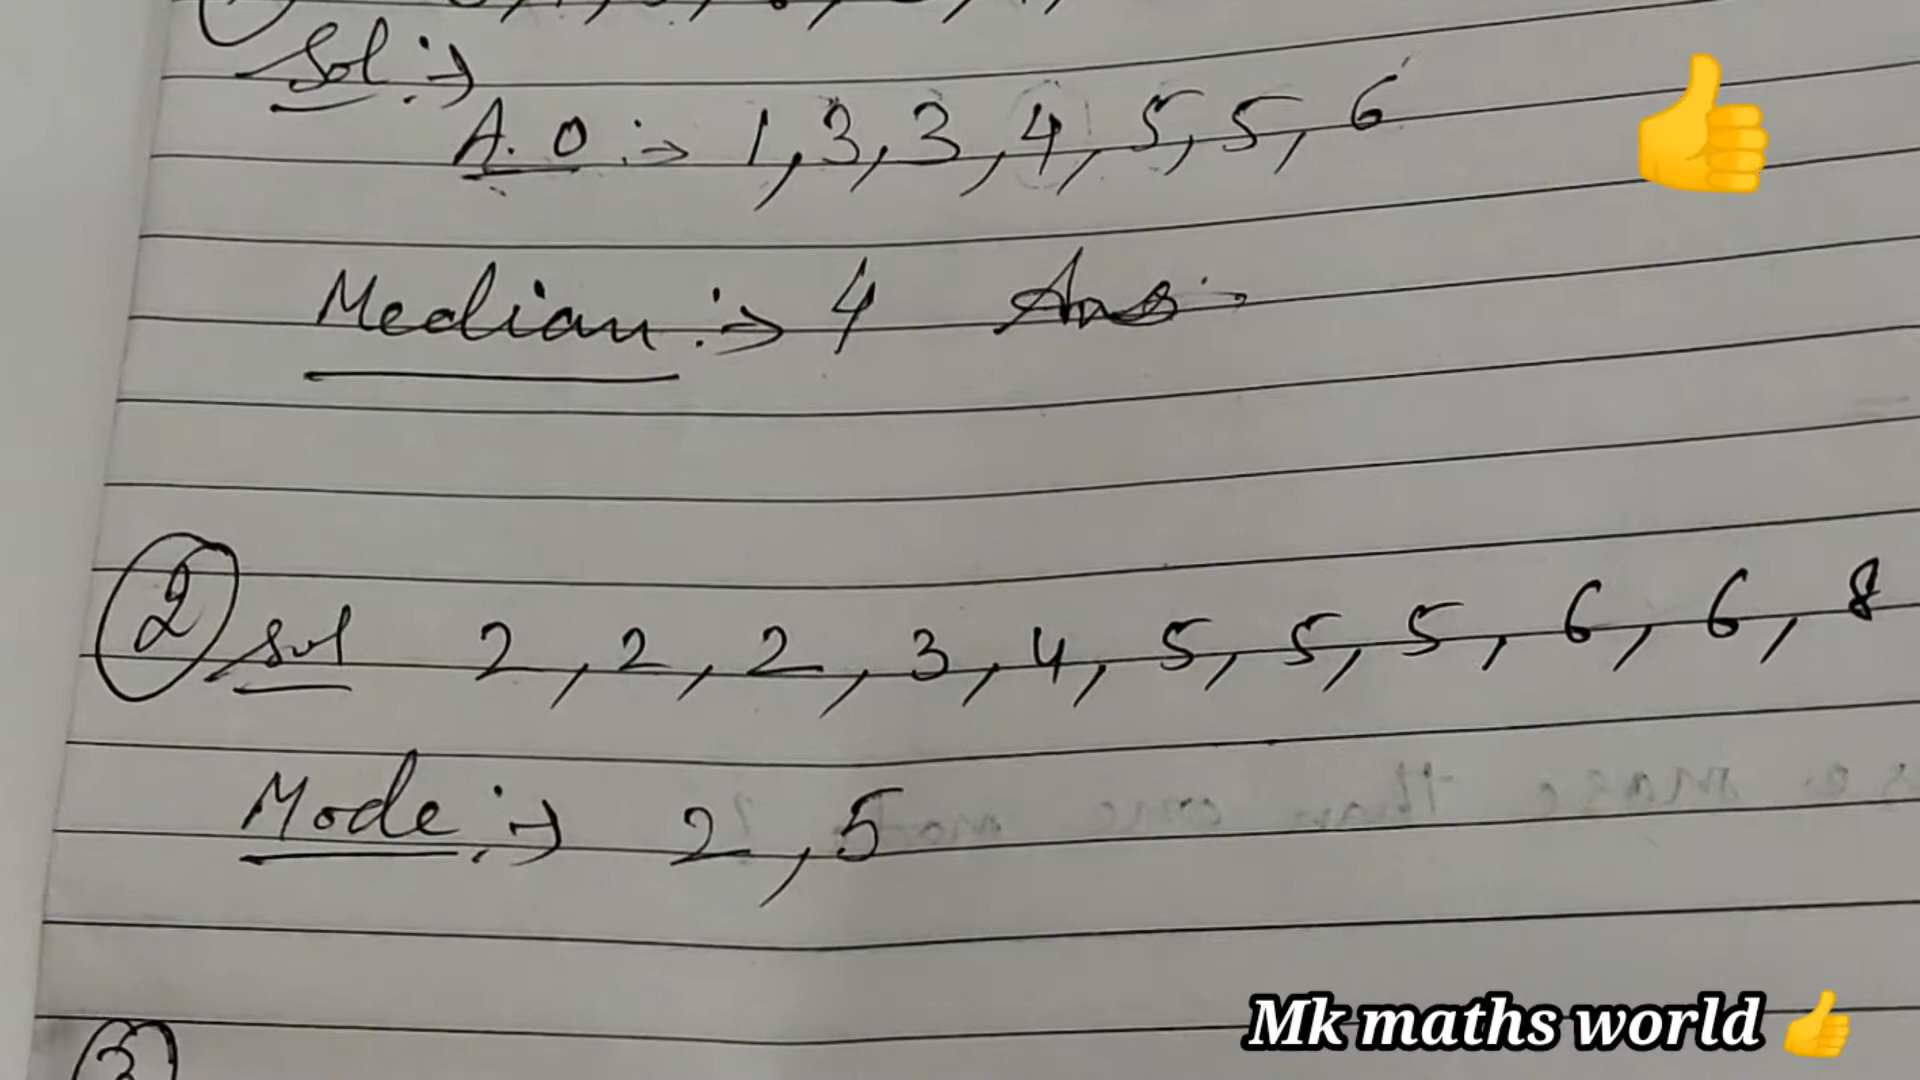 Sol :→
A.O :→ 1, 3, 3, 4, 5, 5, 6
Median :→ 4 Ans
2 Sol 2, 2, 2, 3, 4, 5, 5, 5, 6, 6, 8
Mode :→ 2, 5
3
Mk maths world